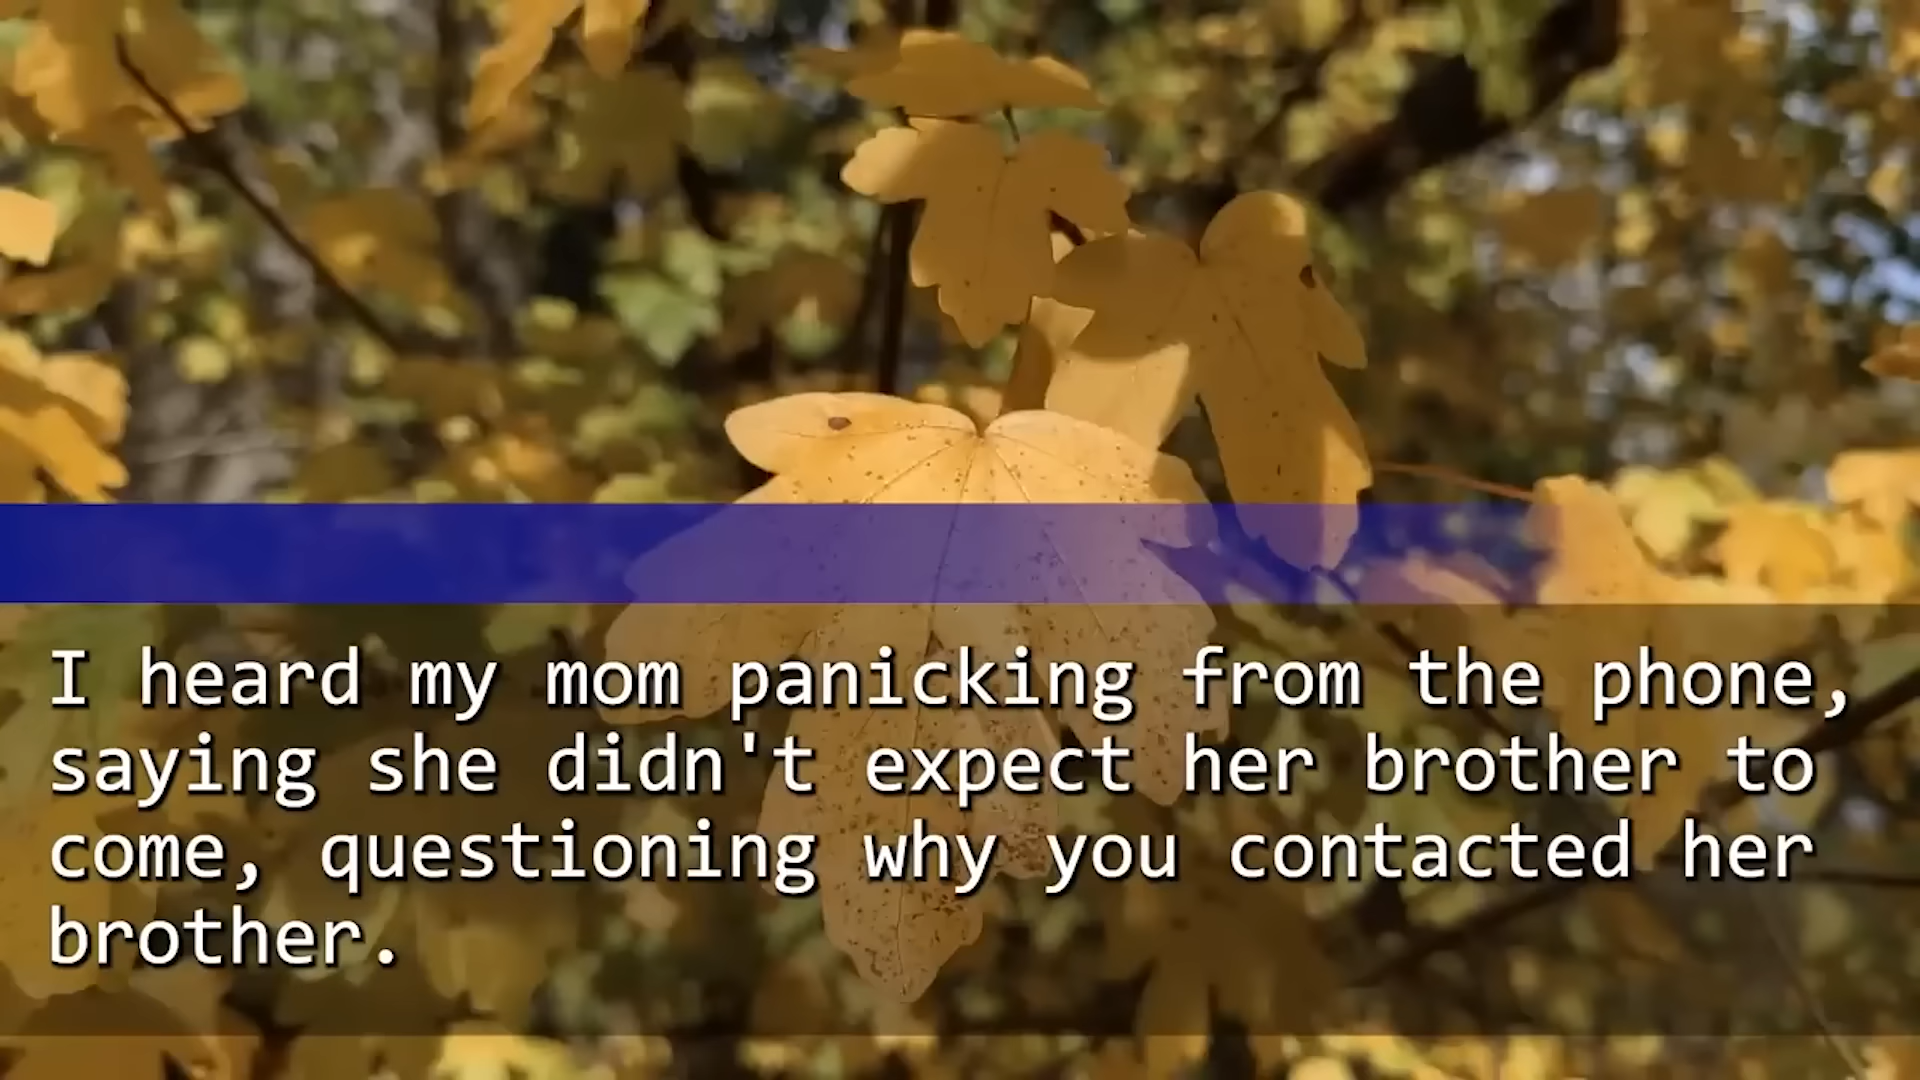 I heard my mom panicking from the phone,
saying she didn't expect her brother to
come, questioning why you contacted her
brother.